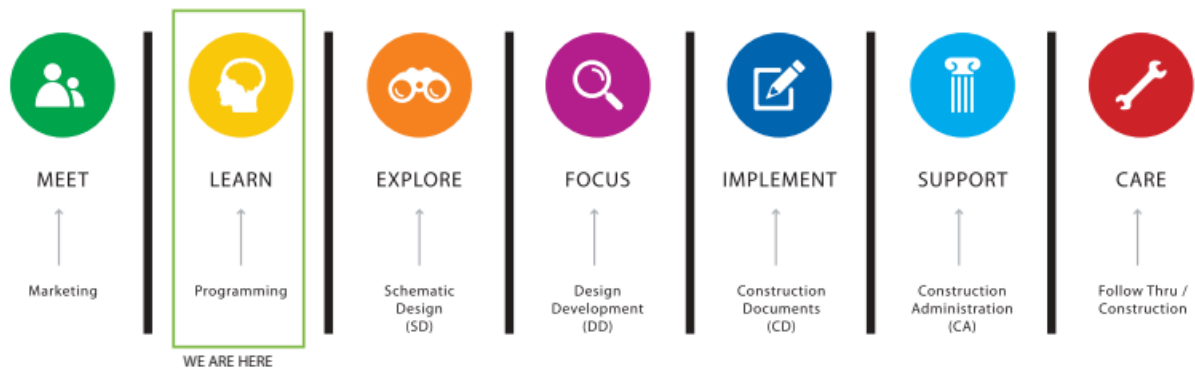 MEET
LEARN
EXPLORE
FOCUS
IMPLEMENT
SUPPORT
CARE
Marketing
Programming
Schematic
Design
(SD)
Design
Development
(DD)
Construction
Documents
(CD)
Construction
Administration
(CA)
Follow Thru /
Construction
WE ARE HERE